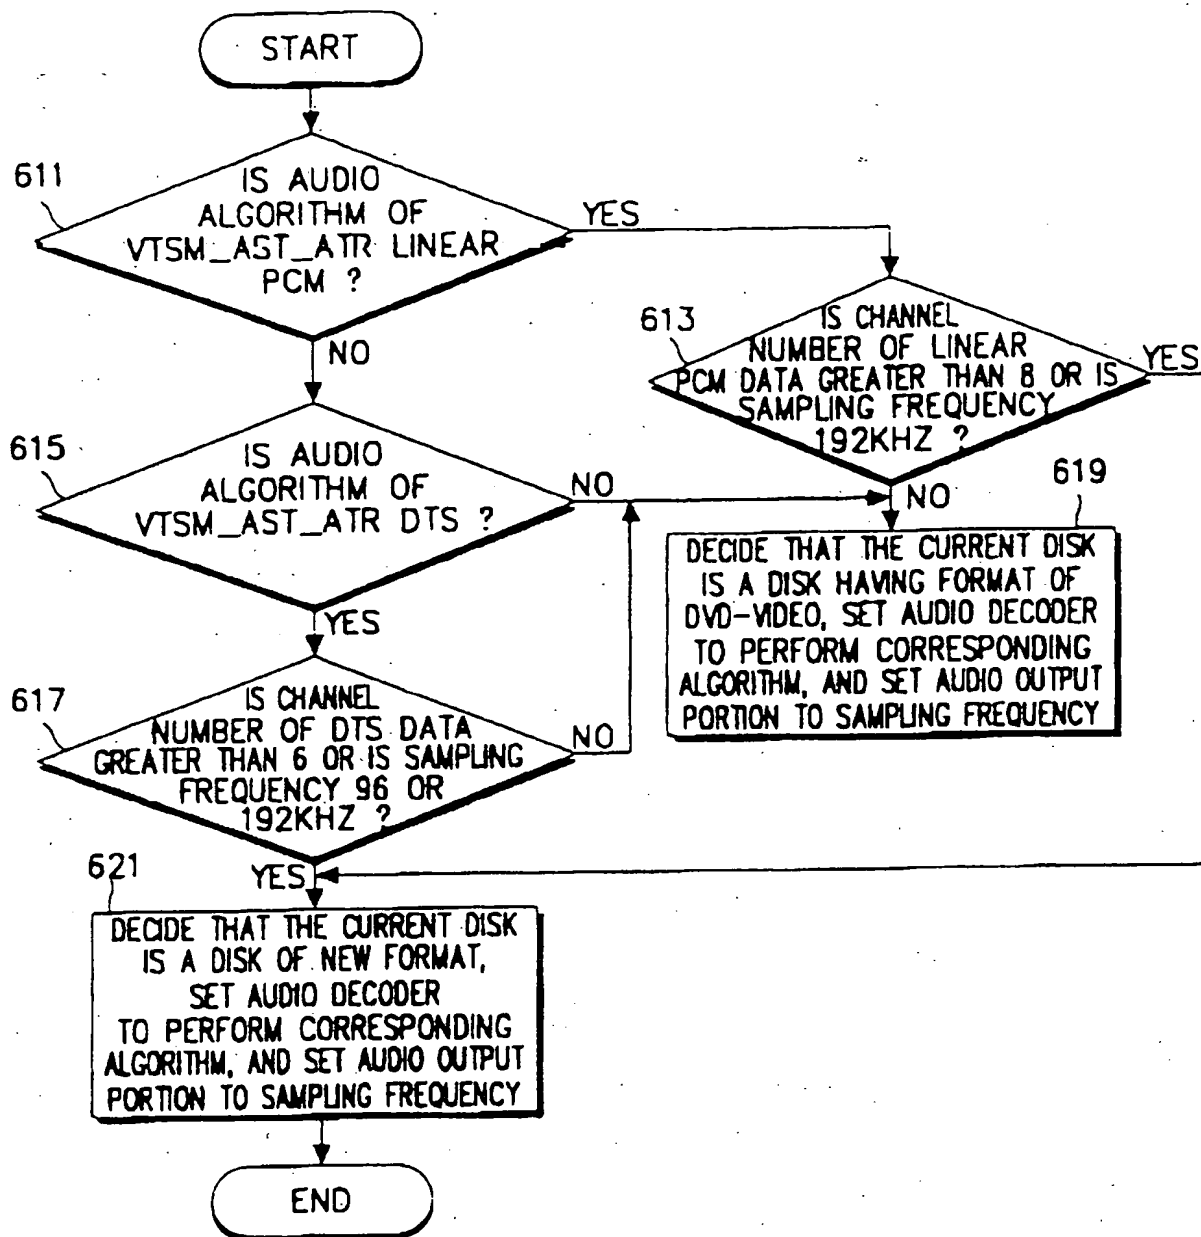 START
611
IS AUDIO
ALGORITHM OF
VTSM_AST_ATR LINEAR
PCM ?
YES
NO
613
IS CHANNEL
NUMBER OF LINEAR
PCM DATA GREATER THAN 8 OR IS
SAMPLING FREQUENCY
192KHZ ?
YES
NO
615
IS AUDIO
ALGORITHM OF
VTSM_AST_ATR DTS ?
NO
YES
619
DECIDE THAT THE CURRENT DISK
IS A DISK HAVING FORMAT OF
DVD-VIDEO, SET AUDIO DECODER
TO PERFORM CORRESPONDING
ALGORITHM, AND SET AUDIO OUTPUT
PORTION TO SAMPLING FREQUENCY
617
IS CHANNEL
NUMBER OF DTS DATA
GREATER THAN 6 OR IS SAMPLING
FREQUENCY 96 OR
192KHZ ?
NO
YES
621
DECIDE THAT THE CURRENT DISK
IS A DISK OF NEW FORMAT,
SET AUDIO DECODER
TO PERFORM CORRESPONDING
ALGORITHM, AND SET AUDIO OUTPUT
PORTION TO SAMPLING FREQUENCY
END